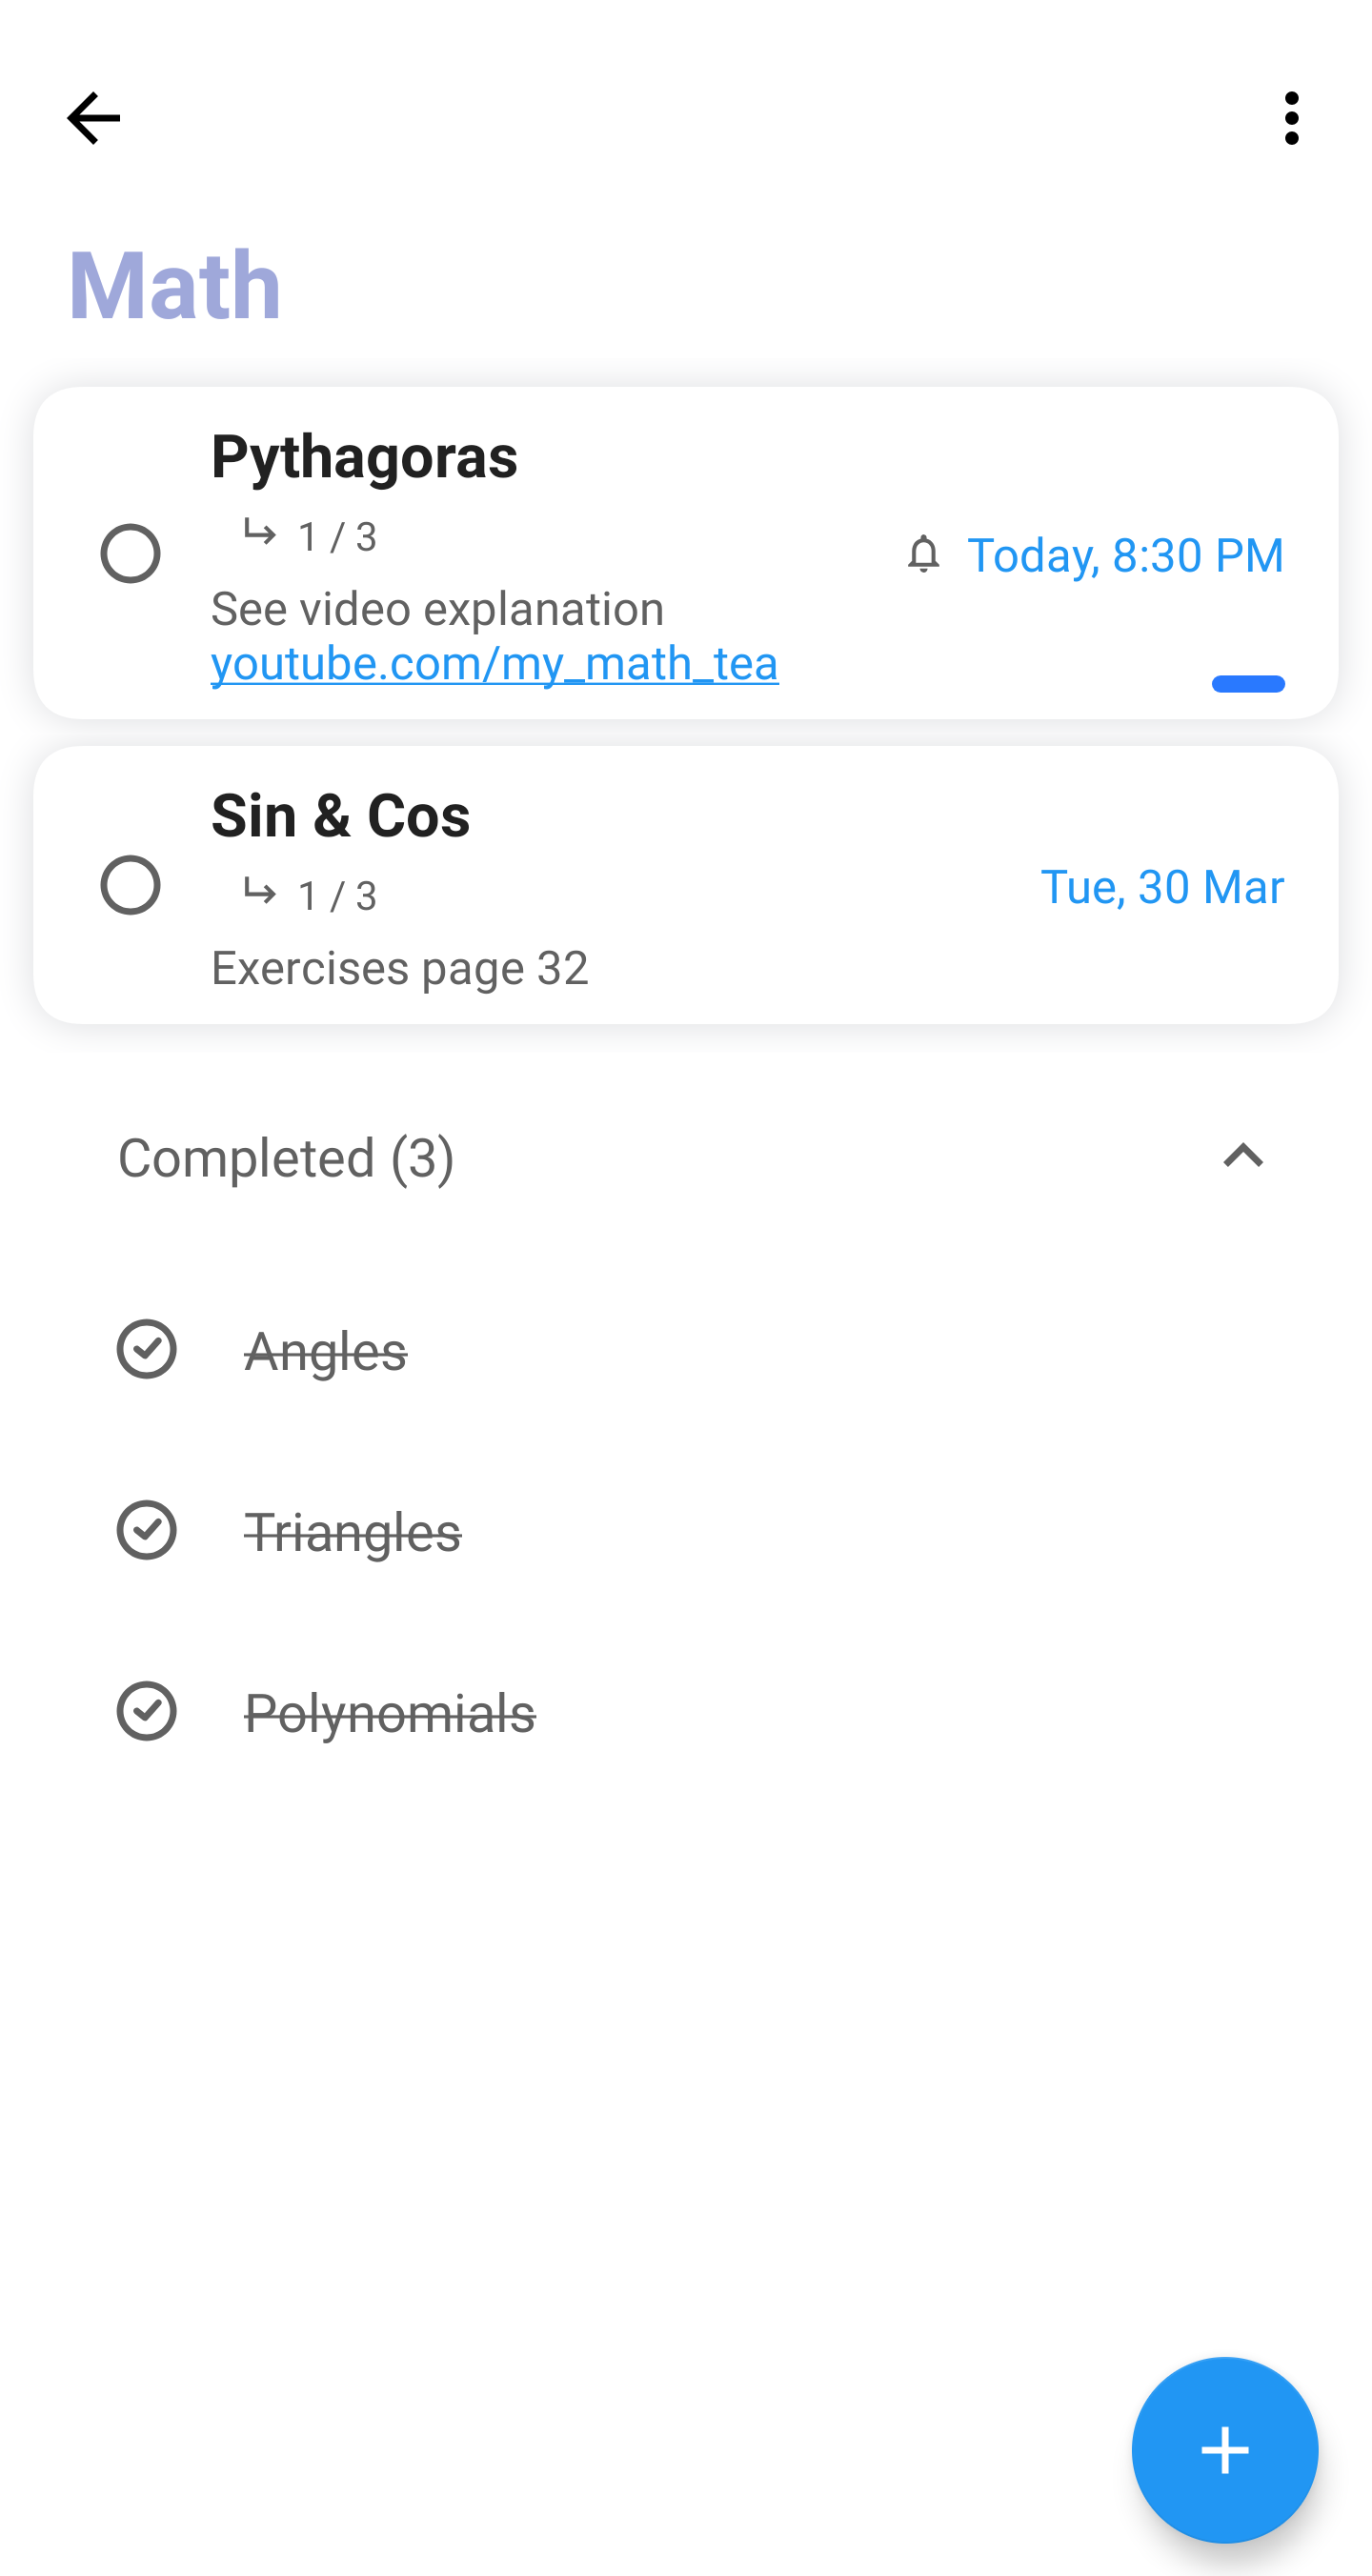 Math
Pythagoras
1 / 3
Today, 8:30 PM
See video explanation
youtube.com/my_math_tea
Sin & Cos
1 / 3
Tue, 30 Mar
Exercises page 32
Completed (3)
Angles
Triangles
Polynomials